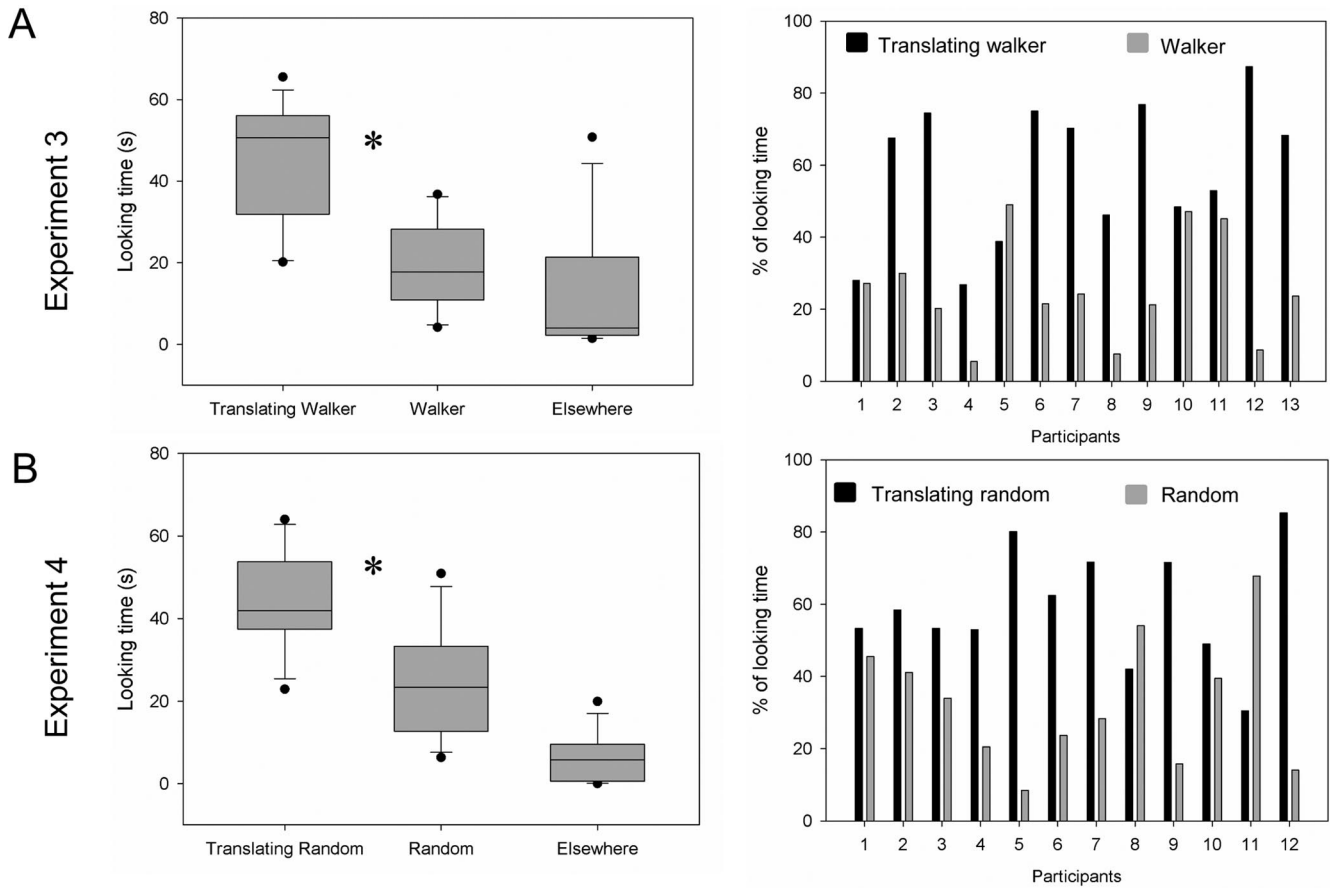 A
Experiment 3
Looking time (s)
80
60
40
20
0
*
Translating Walker Walker Elsewhere
% of looking time
100
80
60
40
20
0
Translating walker Walker
1 2 3 4 5 6 7 8 9 10 11 12 13
Participants
B
Experiment 4
Looking time (s)
80
60
40
20
0
*
Translating Random Random Elsewhere
% of looking time
100
80
60
40
20
0
Translating random Random
1 2 3 4 5 6 7 8 9 10 11 12
Participants